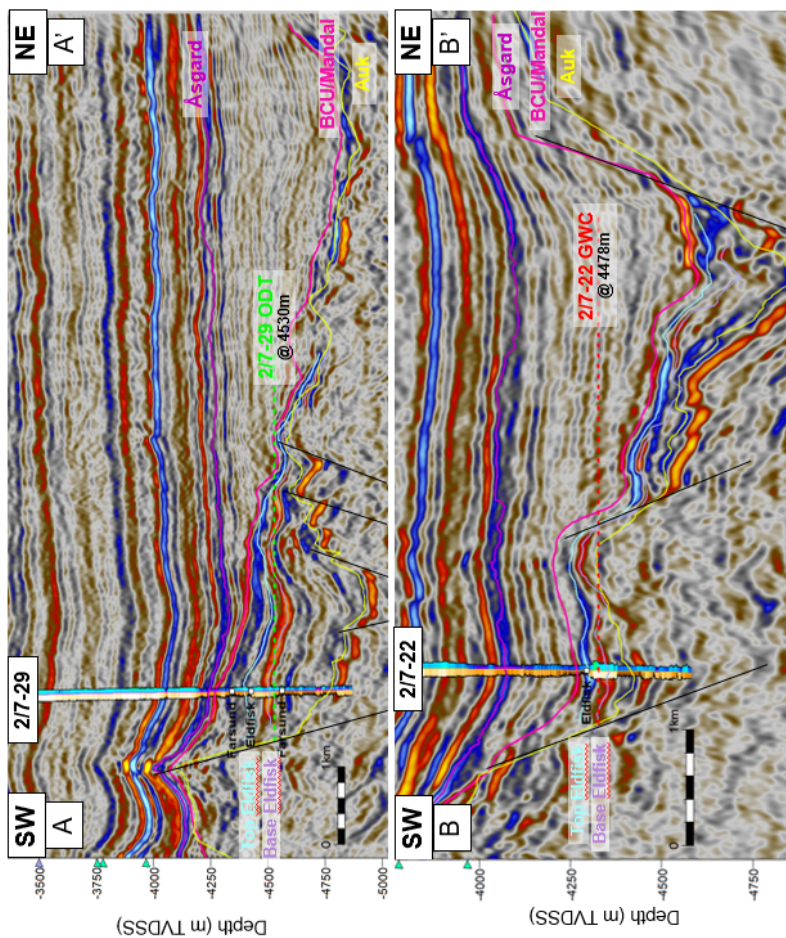 SW
A
2/7-29
NE
A'
Åsgard
BCU/Mandal
Auk
2/7-29 ODT
@ 4530m
Farsund
Eldfisk
Farsund
Top Eldfisk
Base Eldfisk
0
1km
-3500
-3750
-4000
-4250
-4500
-4750
-5000
Depth (m TVDSS)
SW
B
2/7-22
NE
B'
Åsgard
BCU/Mandal
Auk
2/7-22 GWC
@ 4478m
Eldfisk
Top Eldfisk
Base Eldfisk
0
1km
-4000
-4250
-4500
-4750
Depth (m TVDSS)